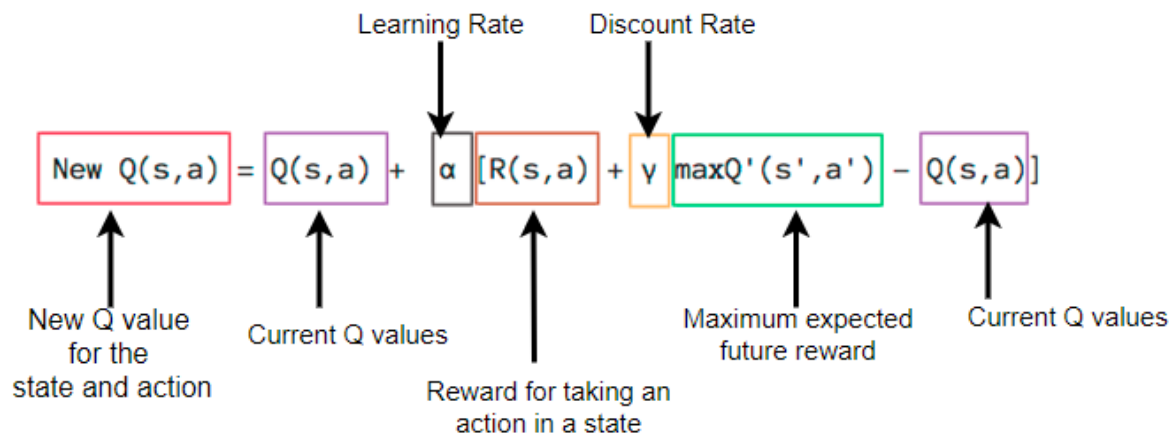 Learning Rate
Discount Rate
New Q(s,a) = Q(s,a) + α [R(s,a) + γ maxQ'(s',a') − Q(s,a)]
New Q value
for the
state and action
Current Q values
Reward for taking an
action in a state
Maximum expected
future reward
Current Q values